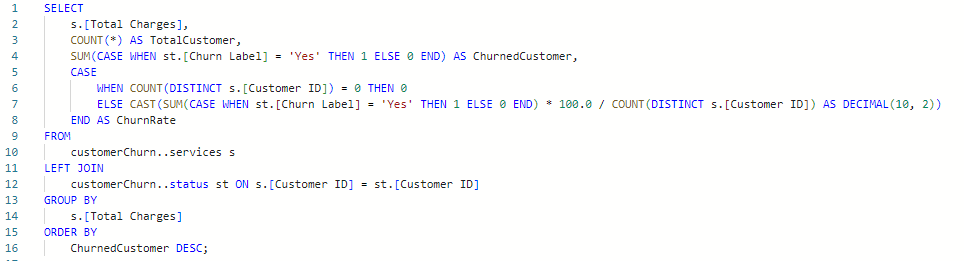 1 SELECT
2 s.[Total Charges],
3 COUNT(*) AS TotalCustomer,
4 SUM(CASE WHEN st.[Churn Label] = 'Yes' THEN 1 ELSE 0 END) AS ChurnedCustomer,
5 CASE
6 WHEN COUNT(DISTINCT s.[Customer ID]) = 0 THEN 0
7 ELSE CAST(SUM(CASE WHEN st.[Churn Label] = 'Yes' THEN 1 ELSE 0 END) * 100.0 / COUNT(DISTINCT s.[Customer ID]) AS DECIMAL(10, 2))
8 END AS ChurnRate
9 FROM
10 customerChurn..services s
11 LEFT JOIN
12 customerChurn..status st ON s.[Customer ID] = st.[Customer ID]
13 GROUP BY
14 s.[Total Charges]
15 ORDER BY
16 ChurnedCustomer DESC;